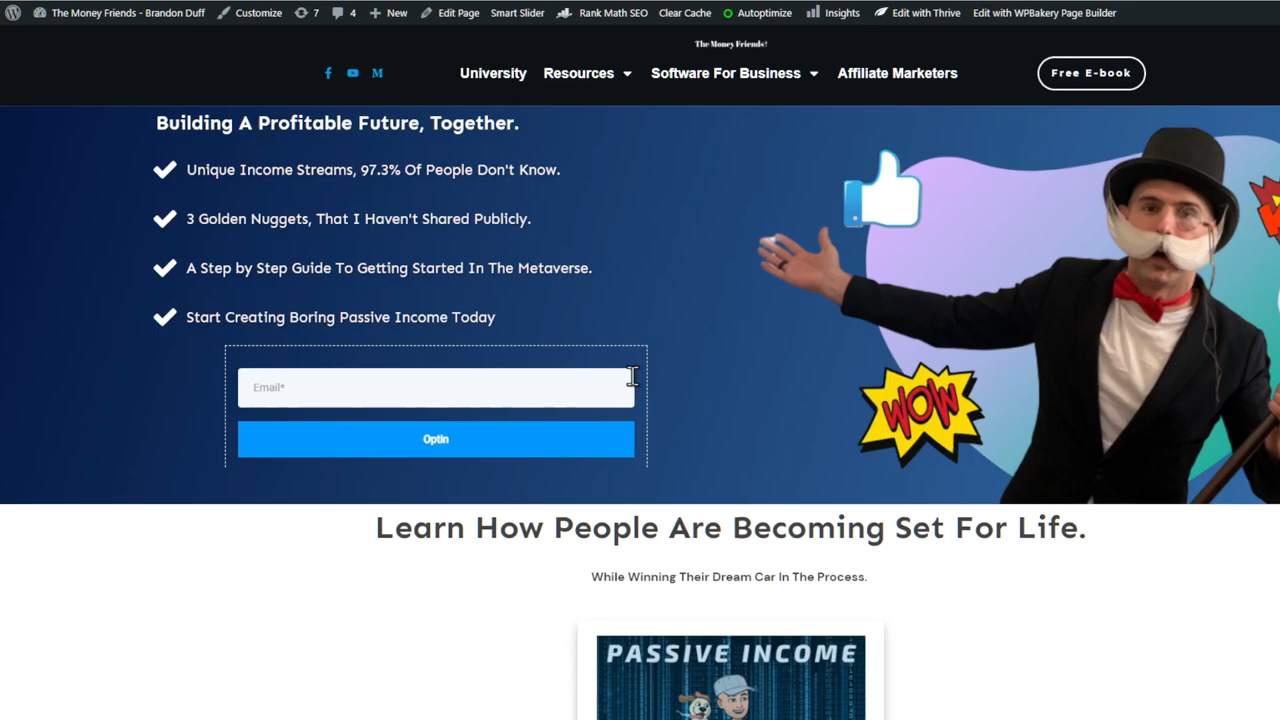 The Money Friends - Brandon Duff Customize 7 4 New Edit Page Smart Slider Rank Math SEO Clear Cache Autoptimize Insights Edit with Thrive Edit with WPBakery Page Builder
The Money Friends!
University Resources Software For Business Affiliate Marketers Free E-book
Building A Profitable Future, Together.
Unique Income Streams, 97.3% Of People Don't Know.
3 Golden Nuggets, That I Haven't Shared Publicly.
A Step by Step Guide To Getting Started In The Metaverse.
Start Creating Boring Passive Income Today
Email*
Optin
WOW
Learn How People Are Becoming Set For Life.
While Winning Their Dream Car In The Process.
PASSIVE INCOME